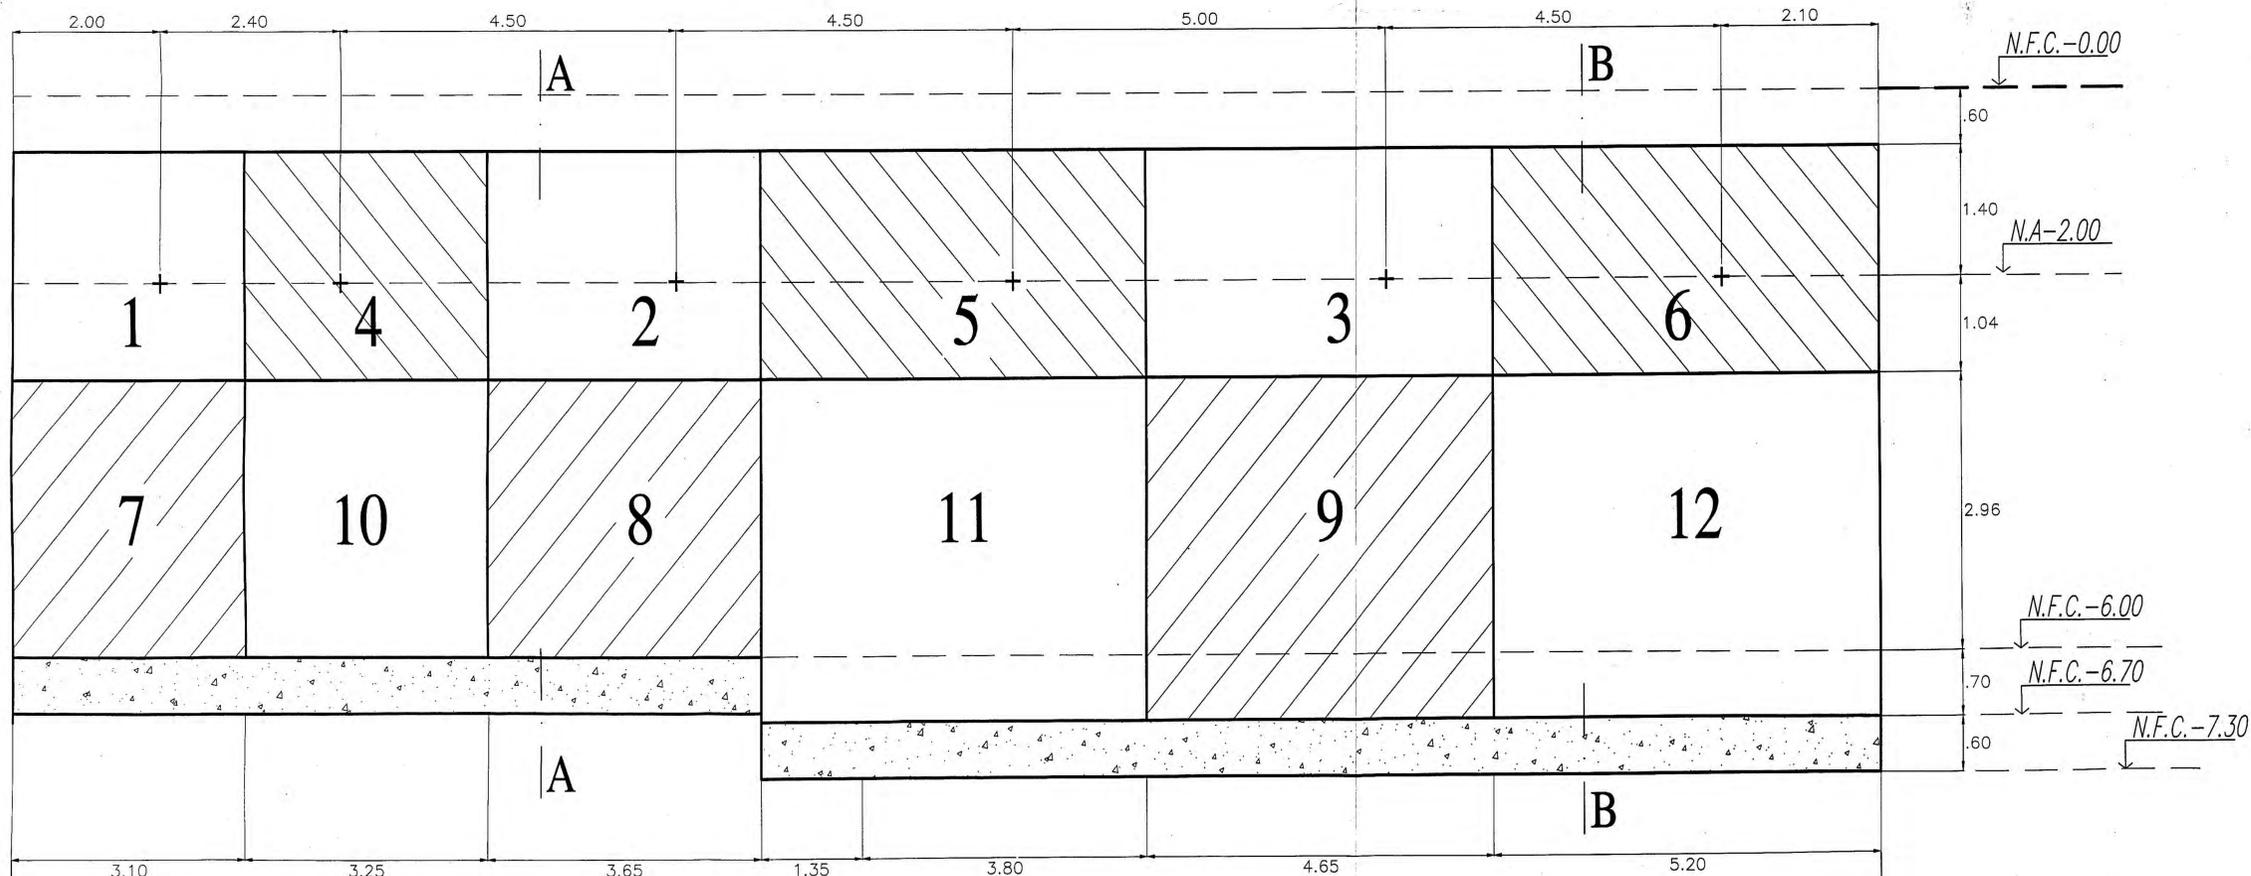 2.00 2.40 4.50 4.50 5.00 4.50 2.10
A B N.F.C.-0.00
.60
1.40
N.A-2.00
1 4 2 5 3 6 1.04
7 10 8 11 9 12 2.96
N.F.C.-6.00
.70 N.F.C.-6.70
.60 N.F.C.-7.30
A B
3.10 3.25 3.65 1.35 3.80 4.65 5.20